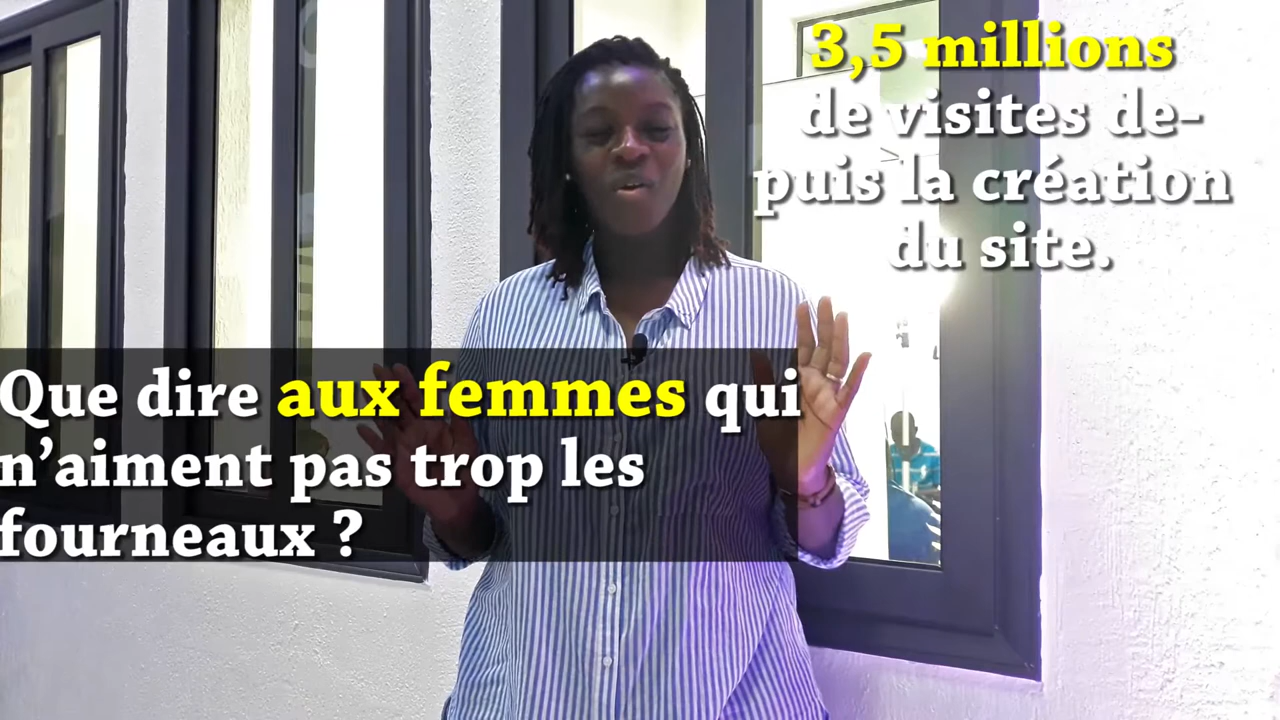 3,5 millions
de visites de-
puis la création
du site.
Que dire aux femmes qui
n'aiment pas trop les
fourneaux ?